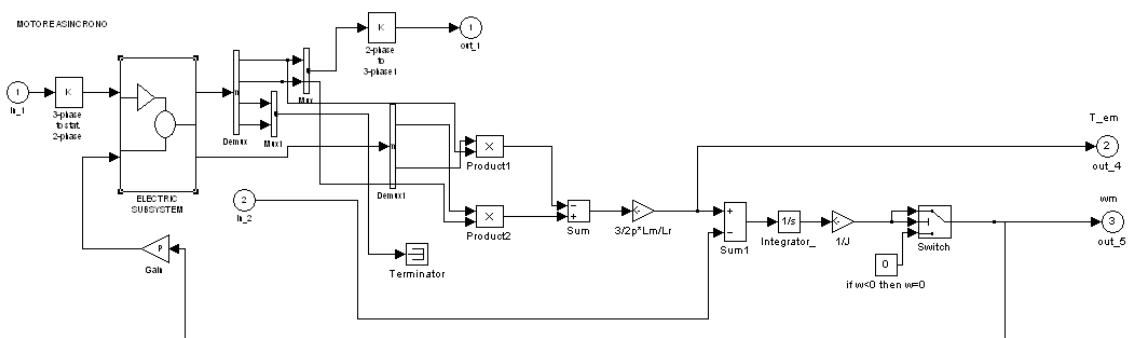 MOTORE ASINCRONO
1
In_1
K
3-phase
to stat.
2-phase
ELECTRIC
SUBSYSTEM
P
Gain
m
Demux
Mux
Mux1
K
2-phase
to
3-phase1
1
out_1
2
In_2
m
Demux1
×
Product1
×
Product2
Terminator
−
+
Sum
K-
3/2p*Lm/Lr
+
−
Sum1
1/s
Integrator_
K-
1/J
0
if w<0 then w=0
Switch
T_em
2
out_4
wm
3
out_5